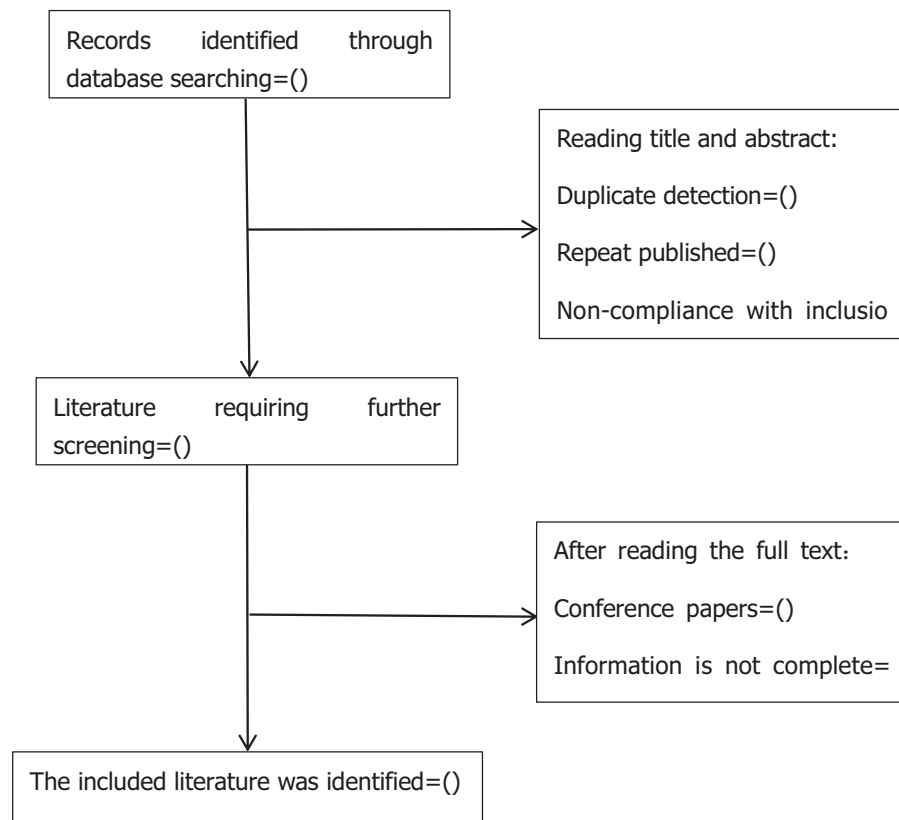 Records identified through
database searching=()
Reading title and abstract:
Duplicate detection=()
Repeat published=()
Non-compliance with inclusio
Literature requiring further
screening=()
After reading the full text：
Conference papers=()
Information is not complete=
The included literature was identified=()